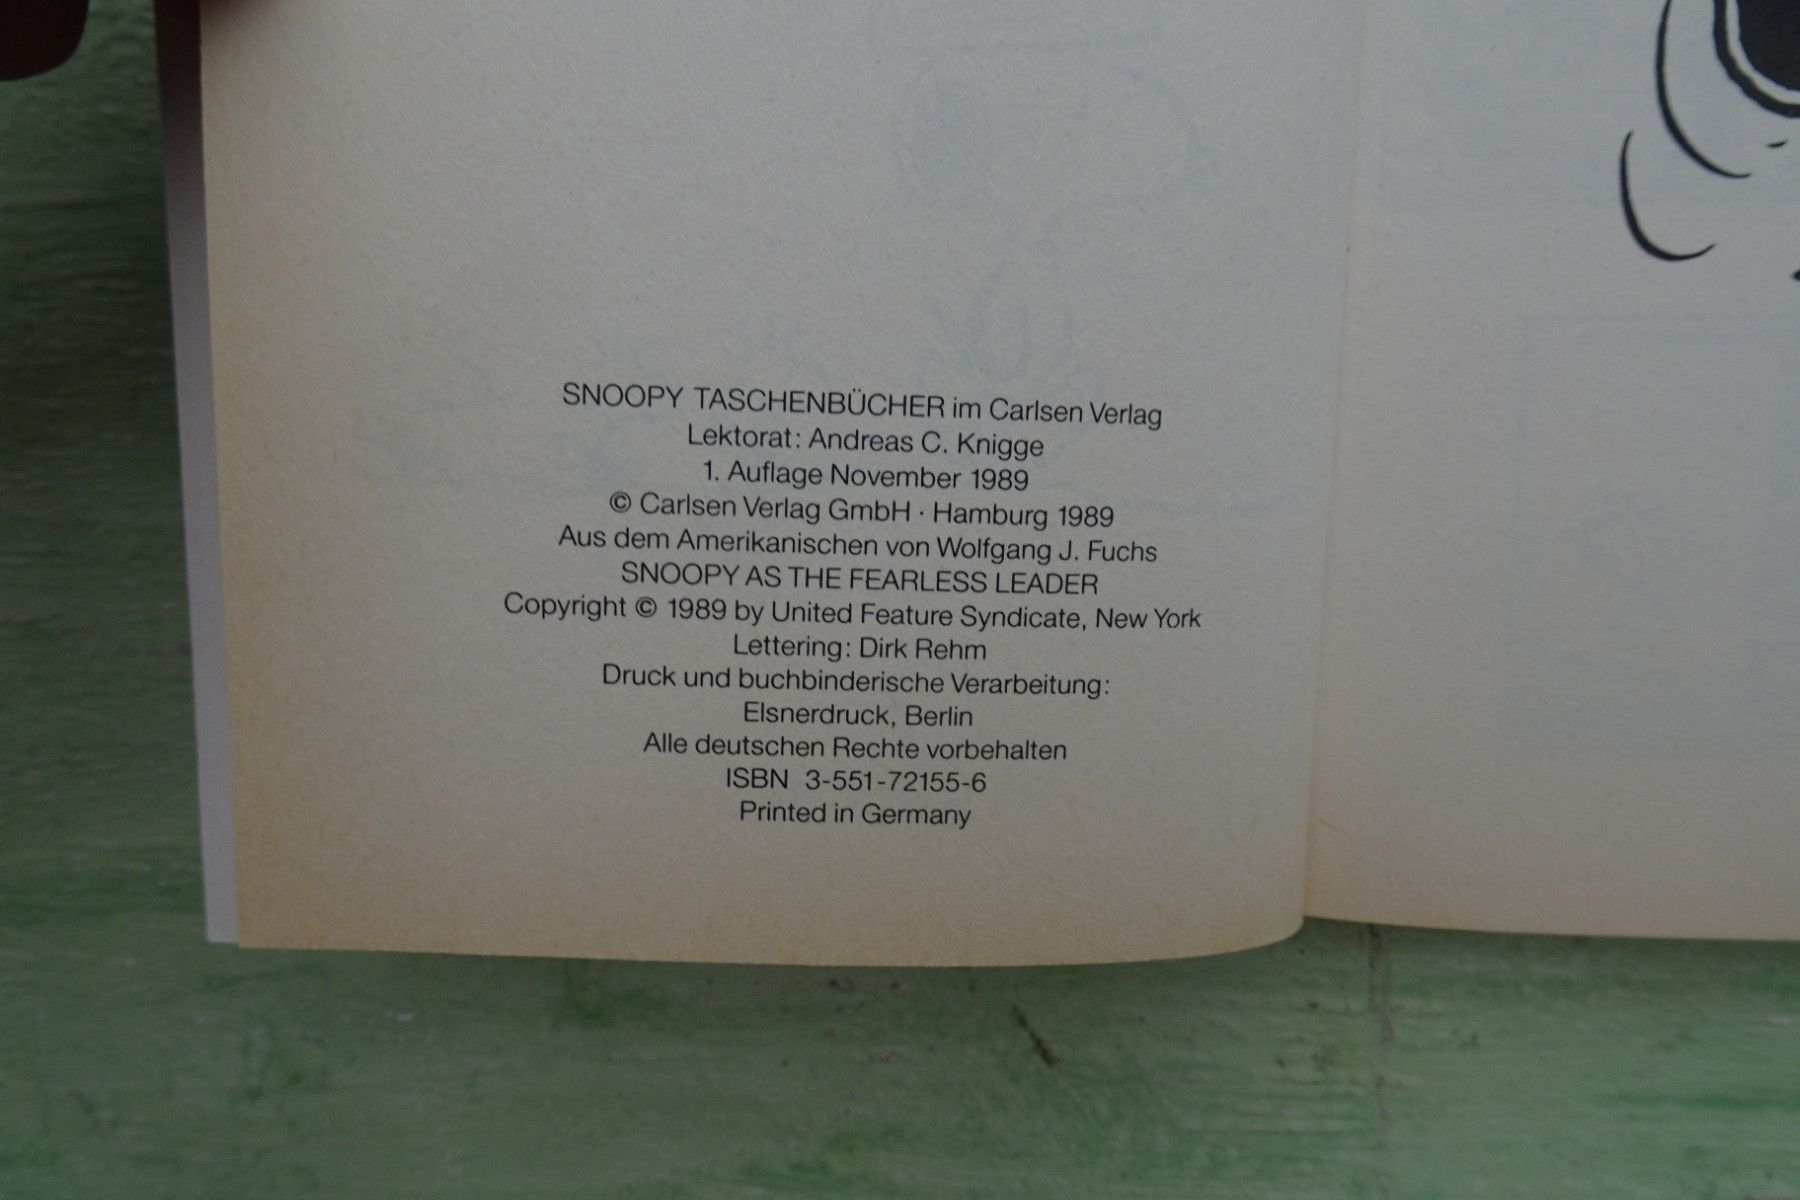 SNOOPY TASCHENBÜCHER im Carlsen Verlag
Lektorat: Andreas C. Knigge
1. Auflage November 1989
© Carlsen Verlag GmbH · Hamburg 1989
Aus dem Amerikanischen von Wolfgang J. Fuchs
SNOOPY AS THE FEARLESS LEADER
Copyright © 1989 by United Feature Syndicate, New York
Lettering: Dirk Rehm
Druck und buchbinderische Verarbeitung:
Elsnerdruck, Berlin
Alle deutschen Rechte vorbehalten
ISBN 3-551-72155-6
Printed in Germany